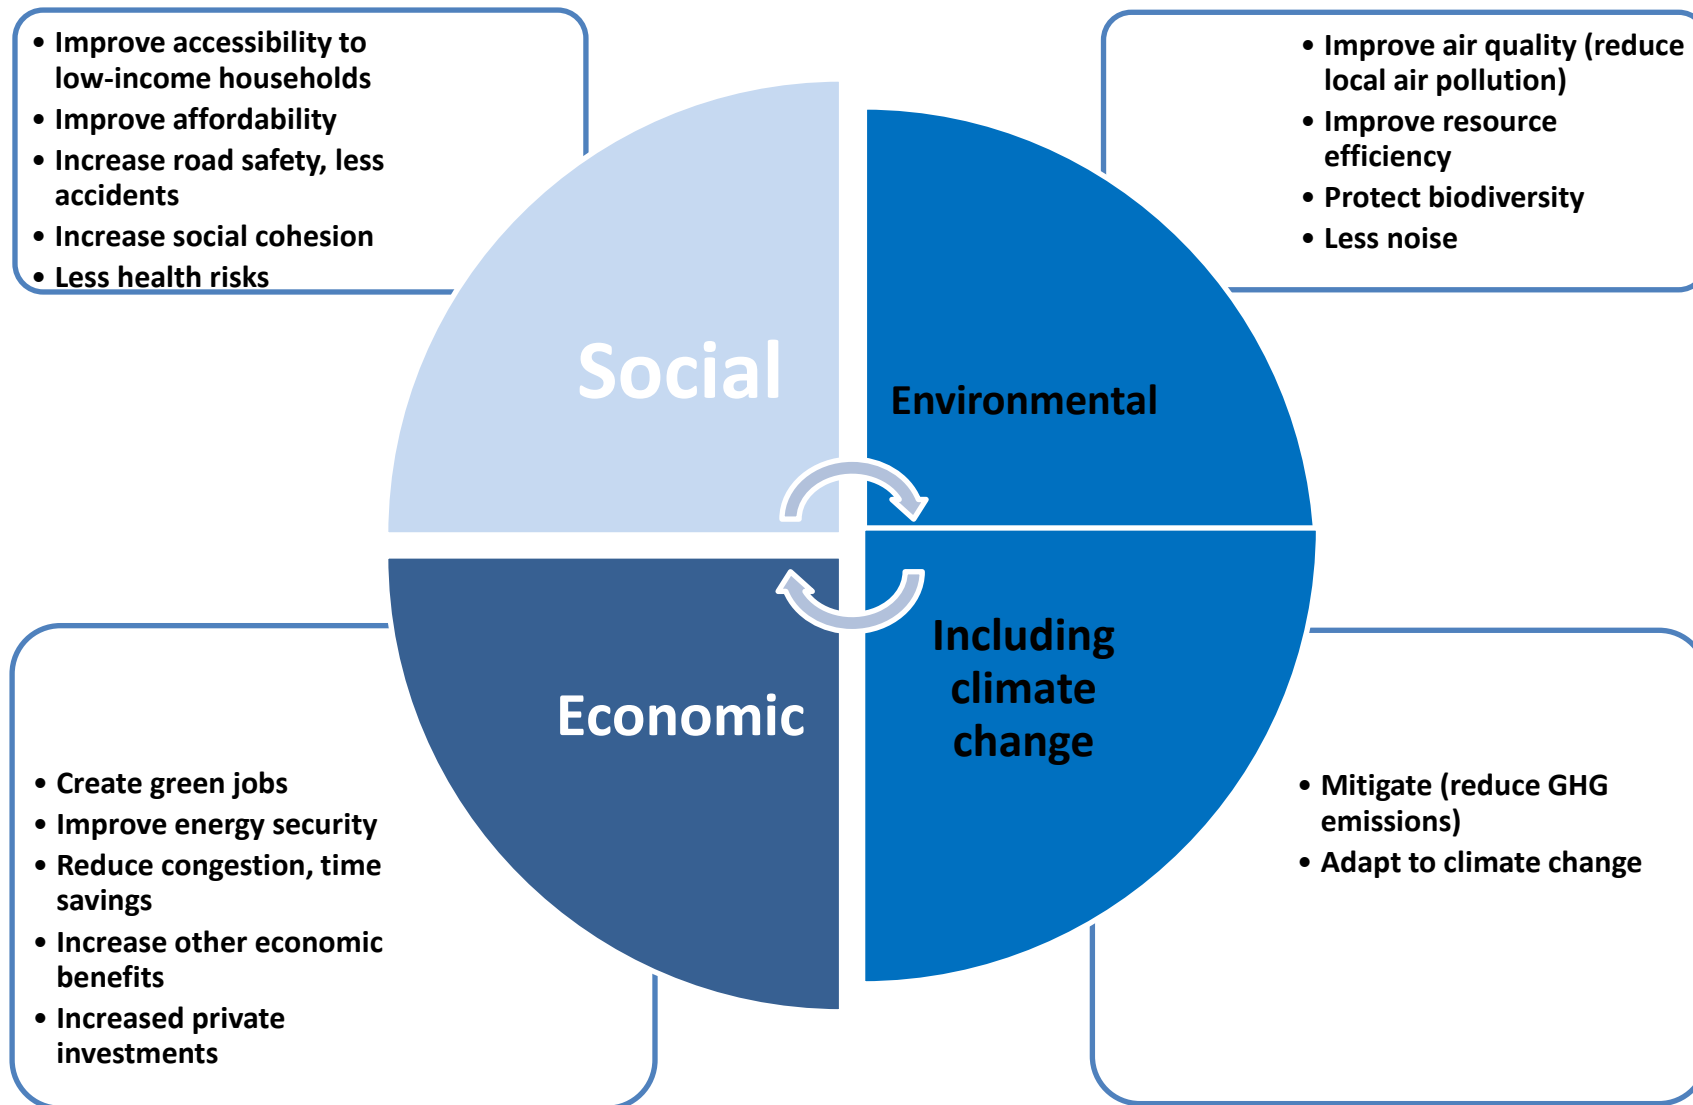 • Improve accessibility to
low-income households
• Improve affordability
• Increase road safety, less
accidents
• Increase social cohesion
• Less health risks
• Improve air quality (reduce
local air pollution)
• Improve resource
efficiency
• Protect biodiversity
• Less noise
Social
Environmental
Economic
Including
climate
change
• Create green jobs
• Improve energy security
• Reduce congestion, time
savings
• Increase other economic
benefits
• Increased private
investments
• Mitigate (reduce GHG
emissions)
• Adapt to climate change